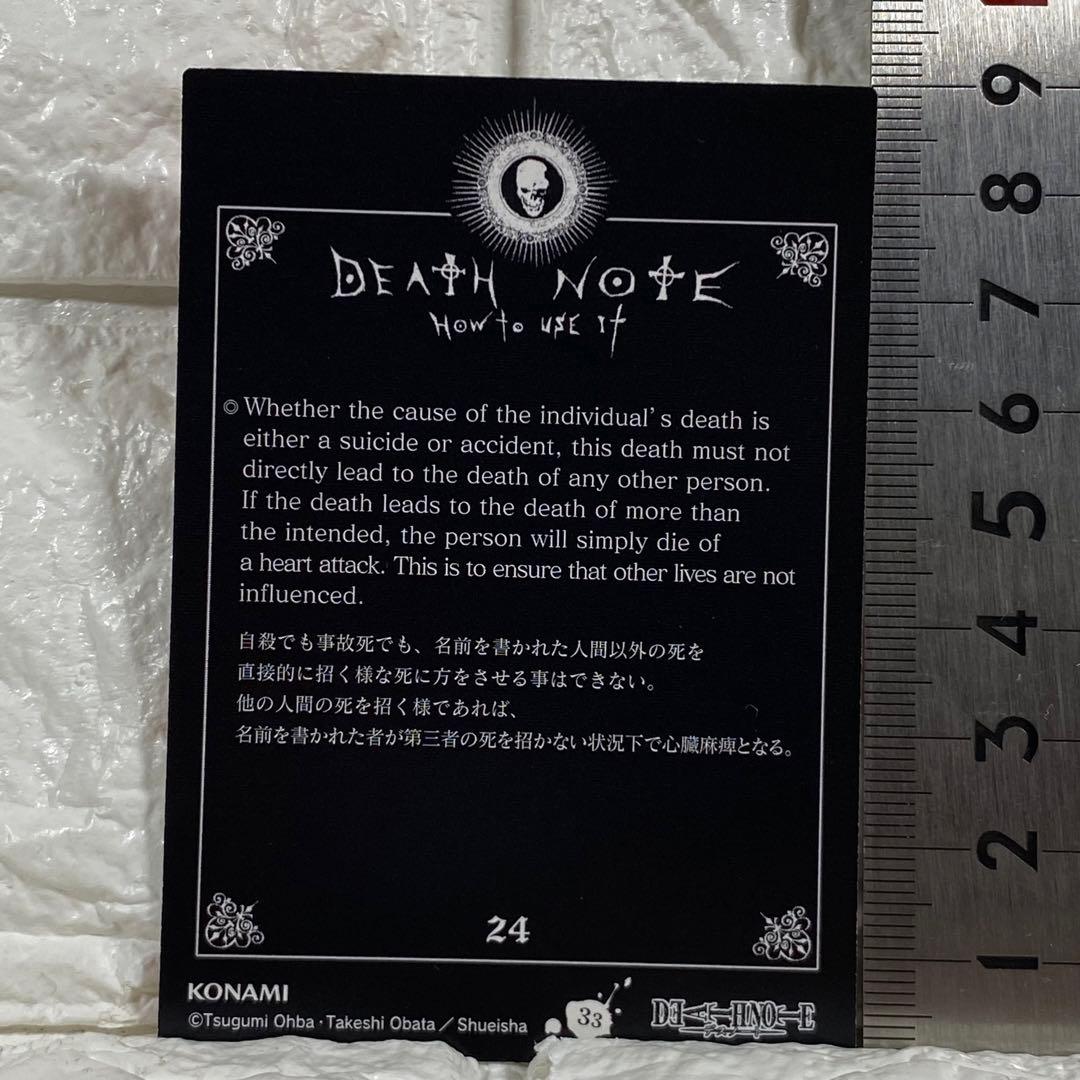 DEATH NOTE
HOW to USE IT
◎Whether the cause of the individual's death is
either a suicide or accident, this death must not
directly lead to the death of any other person.
If the death leads to the death of more than
the intended, the person will simply die of
a heart attack. This is to ensure that other lives are not
influenced.
自殺でも事故死でも、名前を書かれた人間以外の死を
直接的に招く様な死に方をさせる事はできない。
他の人間の死を招く様であれば、
名前を書かれた者が第三者の死を招かない状況下で心臓麻痺となる。
24
KONAMI
©Tsugumi Ohba・Takeshi Obata／Shueisha
33
DEATH NOTE
9
8
7
6
5
4
3
2
1